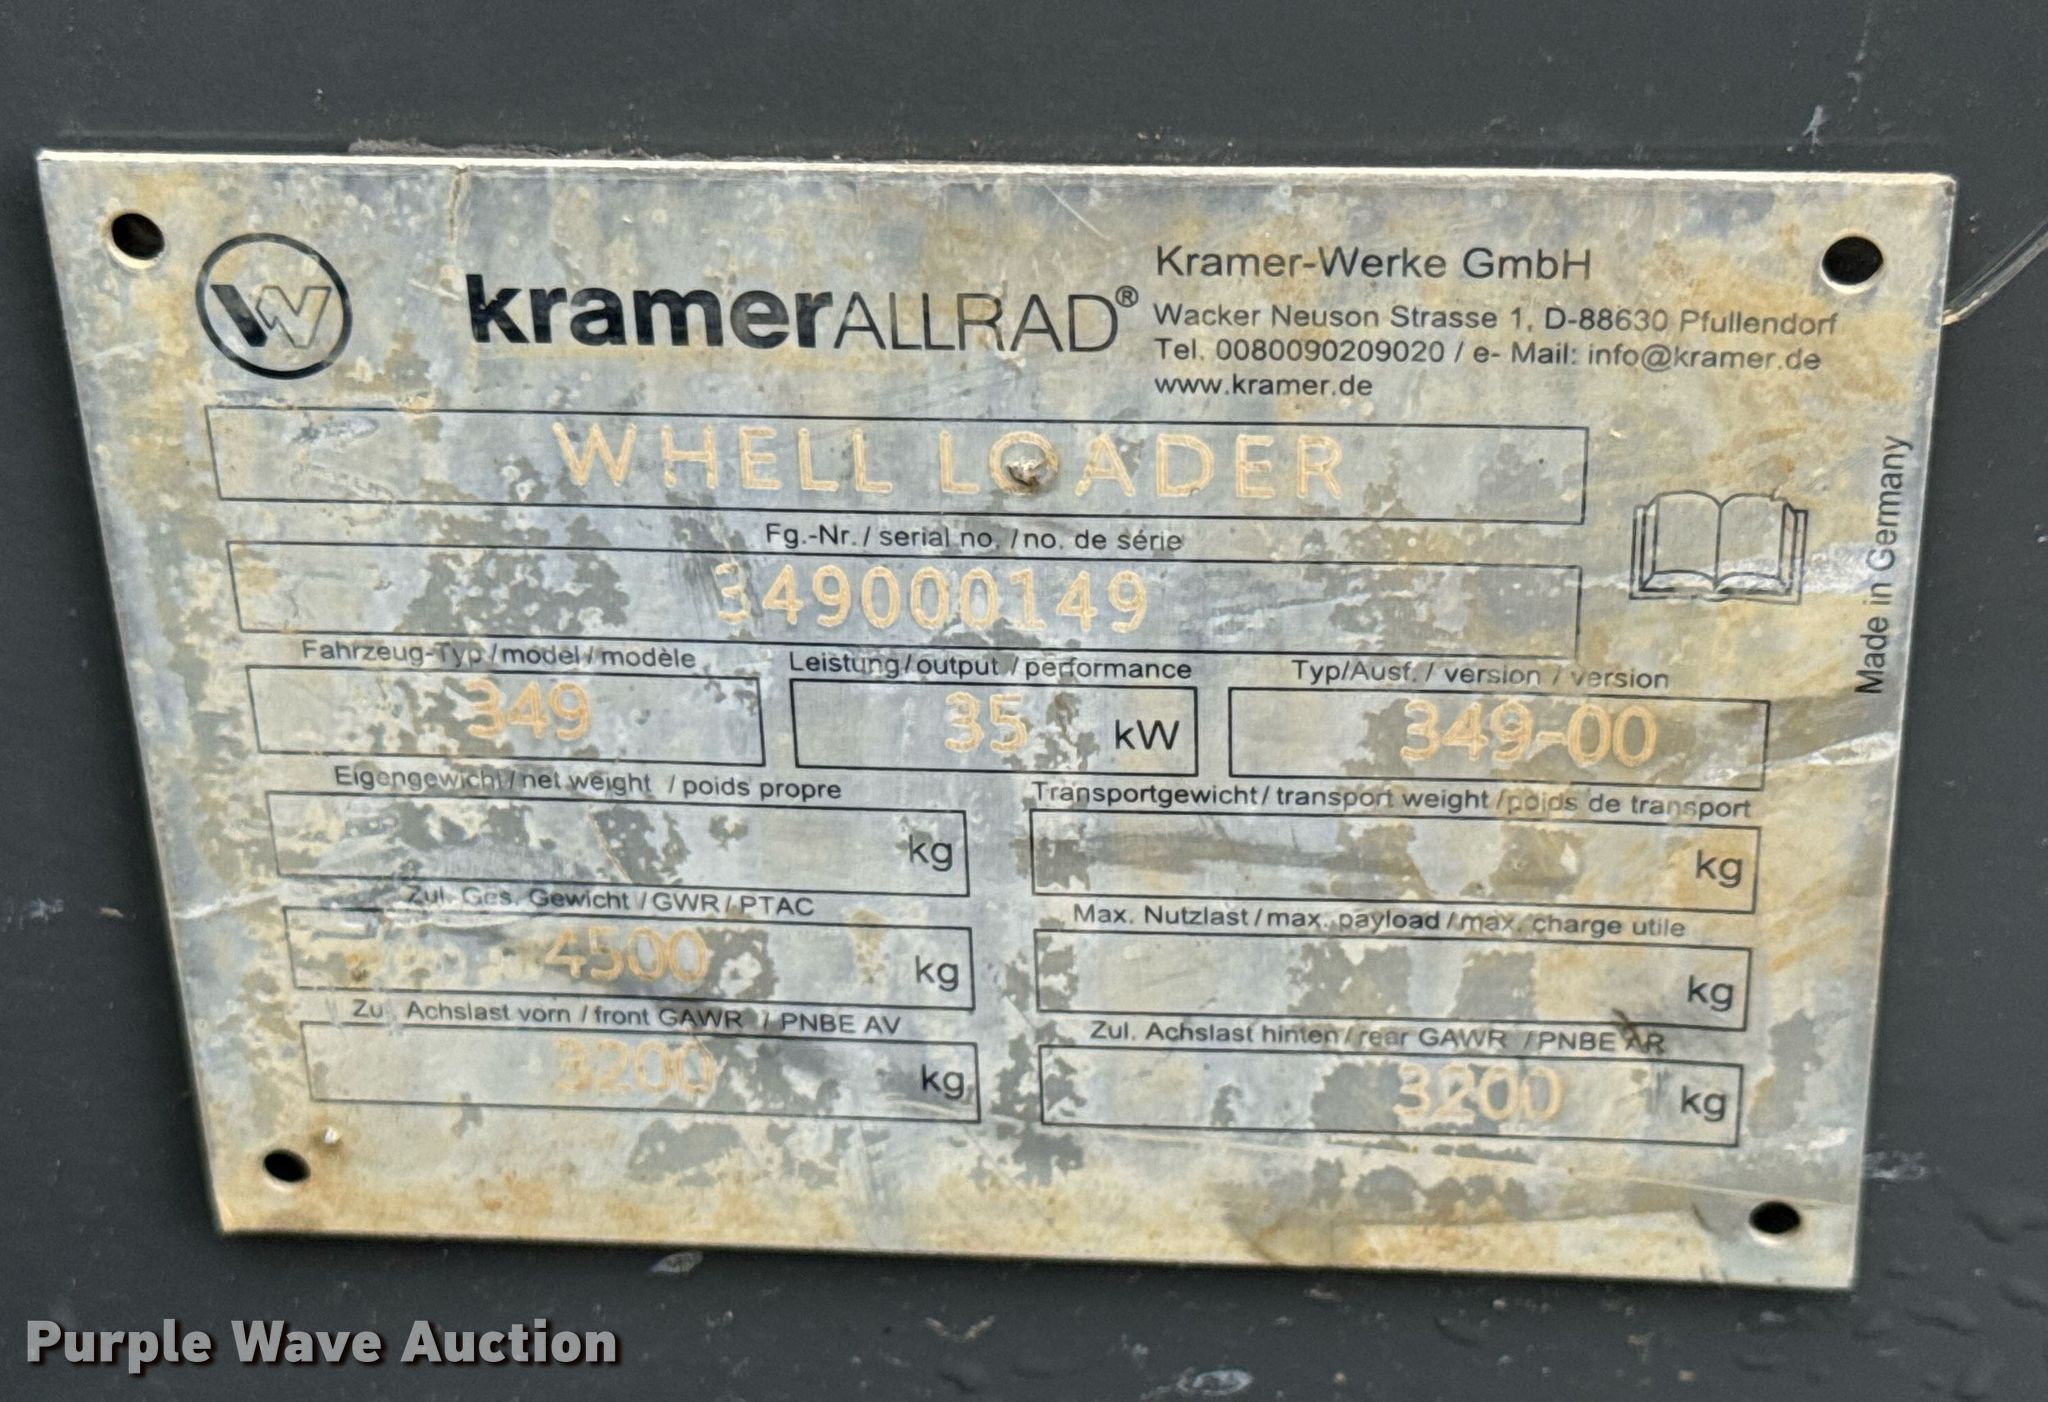 kramerALLRAD®
Kramer-Werke GmbH
Wacker Neuson Strasse 1, D-88630 Pfullendorf
Tel. 0080090209020 / e- Mail: info@kramer.de
www.kramer.de
WHELL LOADER
Made in Germany
Fg.-Nr. / serial no. / no. de série
349000149
Fahrzeug-Typ / model / modèle
349
Leistung / output / performance
35 kW
Typ/Ausf. / version / version
349-00
Eigengewicht / net weight / poids propre
kg
Transportgewicht / transport weight / poids de transport
kg
Zul. Ges. Gewicht / GWR / PTAC
4500 kg
Max. Nutzlast / max. payload / max. charge utile
kg
Zul. Achslast vorn / front GAWR / PNBE AV
3200 kg
Zul. Achslast hinten / rear GAWR / PNBE AR
3200 kg
Purple Wave Auction